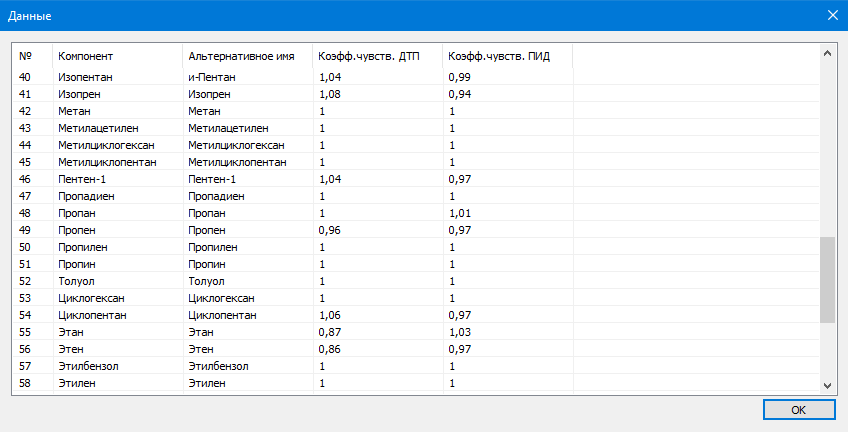 Данные
№ Компонент Альтернативное имя Коэфф.чувств. ДТП Коэфф.чувств. ПИД
40 Изопентан и-Пентан 1,04 0,99
41 Изопрен Изопрен 1,08 0,94
42 Метан Метан 1 1
43 Метилацетилен Метилацетилен 1 1
44 Метилциклогексан Метилциклогексан 1 1
45 Метилциклопентан Метилциклопентан 1 1
46 Пентен-1 Пентен-1 1,04 0,97
47 Пропадиен Пропадиен 1 1
48 Пропан Пропан 1 1,01
49 Пропен Пропен 0,96 0,97
50 Пропилен Пропилен 1 1
51 Пропин Пропин 1 1
52 Толуол Толуол 1 1
53 Циклогексан Циклогексан 1 1
54 Циклопентан Циклопентан 1,06 0,97
55 Этан Этан 0,87 1,03
56 Этен Этен 0,86 0,97
57 Этилбензол Этилбензол 1 1
58 Этилен Этилен 1 1
OK